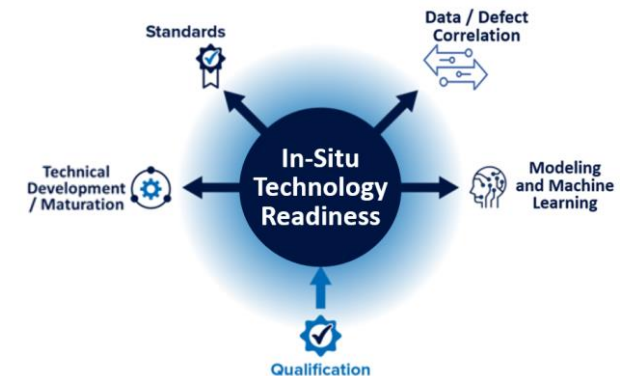 Standards
Data / Defect
Correlation
In-Situ
Technology
Readiness
Technical
Development
/ Maturation
Modeling
and Machine
Learning
Qualification